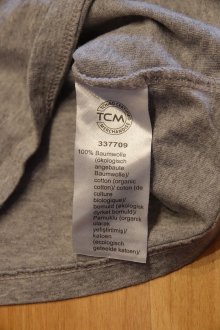 TCM
337709
100% Baumwolle
(ökologisch
angebaute
Baumwolle)/
cotton (organic
cotton)/ coton (de
culture
biologique)/
bomuld (økologisk
dyrket bomuld)/
Pamuklu (organik
olarak
yetiştirilmiş)/
katoen
(ecologisch
geteelde katoen)/